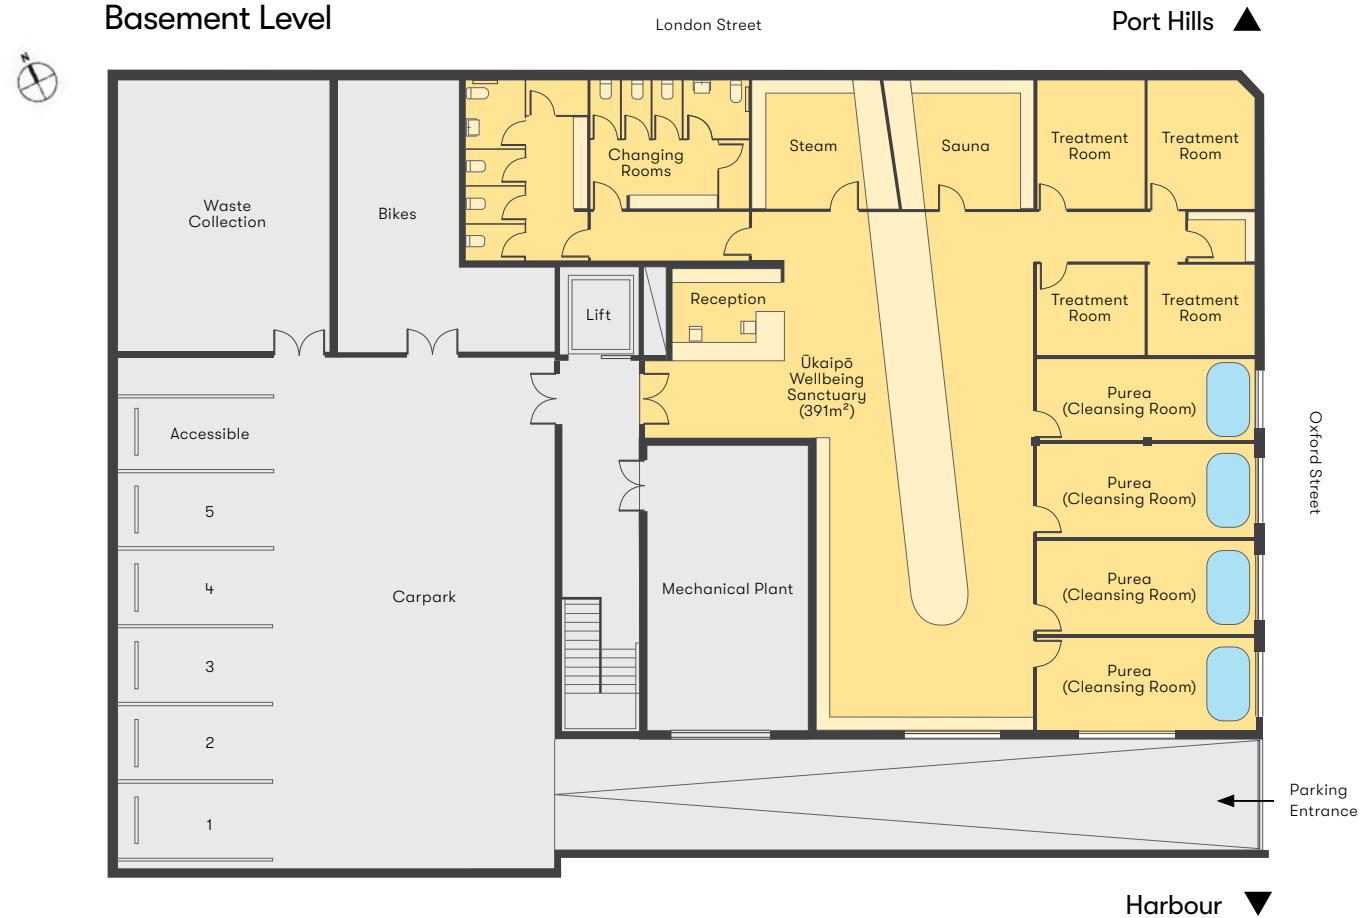 Basement Level
London Street
Port Hills
N
Waste
Collection
Bikes
Changing
Rooms
Steam
Sauna
Treatment
Room
Treatment
Room
Lift
Reception
Treatment
Room
Treatment
Room
Ūkaipō
Wellbeing
Sanctuary
(391m²)
Purea
(Cleansing Room)
Accessible
Oxford Street
Purea
(Cleansing Room)
5
4
Carpark
Mechanical Plant
Purea
(Cleansing Room)
3
Purea
(Cleansing Room)
2
1
Parking
Entrance
Harbour